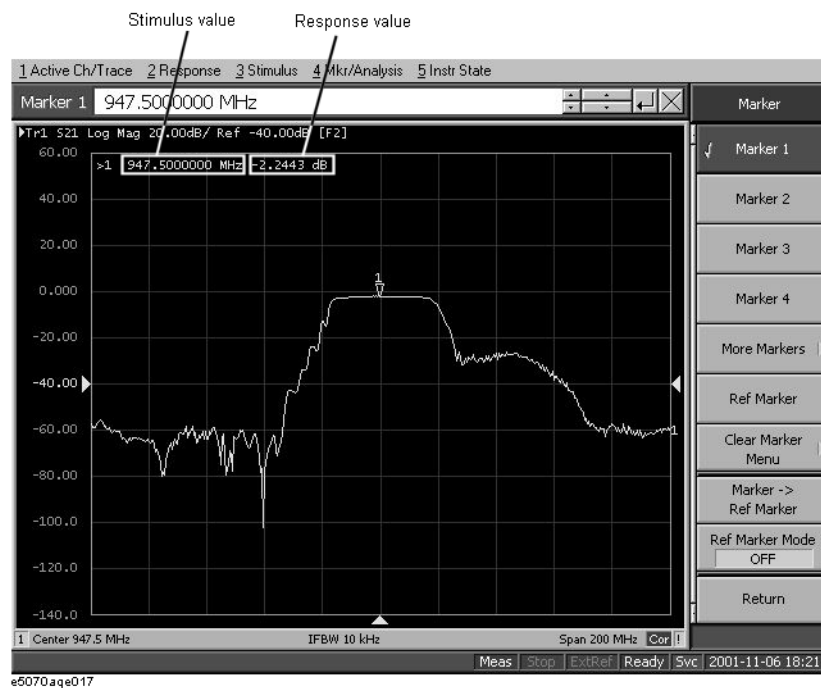 Stimulus value
Response value
1 Active Ch/Trace 2 Response 3 Stimulus 4 Mkr/Analysis 5 Instr State
Marker 1 947.5000000 MHz
Marker
Tr1 S21 Log Mag 20.00dB/ Ref -40.00dB [F2]
>1 947.5000000 MHz -2.2443 dB
60.00
40.00
20.00
0.000
-20.00
-40.00
-60.00
-80.00
-100.0
-120.0
-140.0
1
1
Marker 1
Marker 2
Marker 3
Marker 4
More Markers
Ref Marker
Clear Marker
Menu
Marker ->
Ref Marker
Ref Marker Mode
OFF
Return
1 Center 947.5 MHz IFBW 10 kHz Span 200 MHz Cor !
Meas Stop ExtRef Ready Svc 2001-11-06 18:21
e5070aqe017